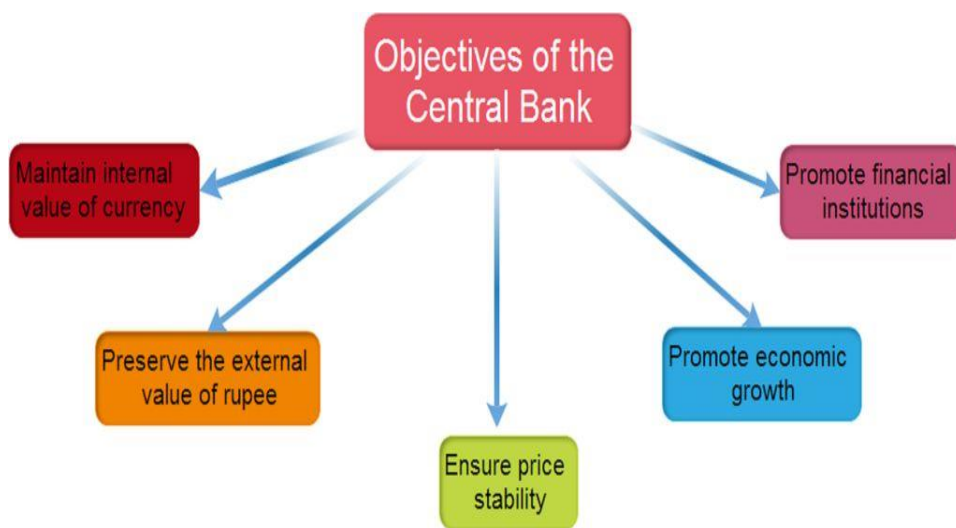 Objectives of the
Central Bank
Maintain internal
value of currency
Promote financial
institutions
Preserve the external
value of rupee
Promote economic
growth
Ensure price
stability